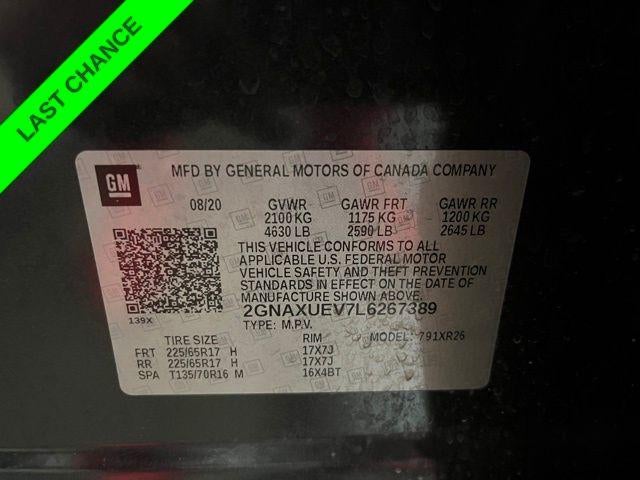 LAST CHANCE
GM
MFD BY GENERAL MOTORS OF CANADA COMPANY
08/20 GVWR GAWR FRT GAWR RR
2100 KG 1175 KG 1200 KG
4630 LB 2590 LB 2645 LB
THIS VEHICLE CONFORMS TO ALL
APPLICABLE U.S. FEDERAL MOTOR
VEHICLE SAFETY AND THEFT PREVENTION
STANDARDS IN EFFECT ON THE DATE OF
MANUFACTURE SHOWN ABOVE.
2GNAXUEV7L6267389
139X
TYPE: M.P.V. MODEL: 791XR26
TIRE SIZE RIM
FRT 225/65R17 H 17X7J
RR 225/65R17 H 17X7J
SPA T135/70R16 M 16X4BT